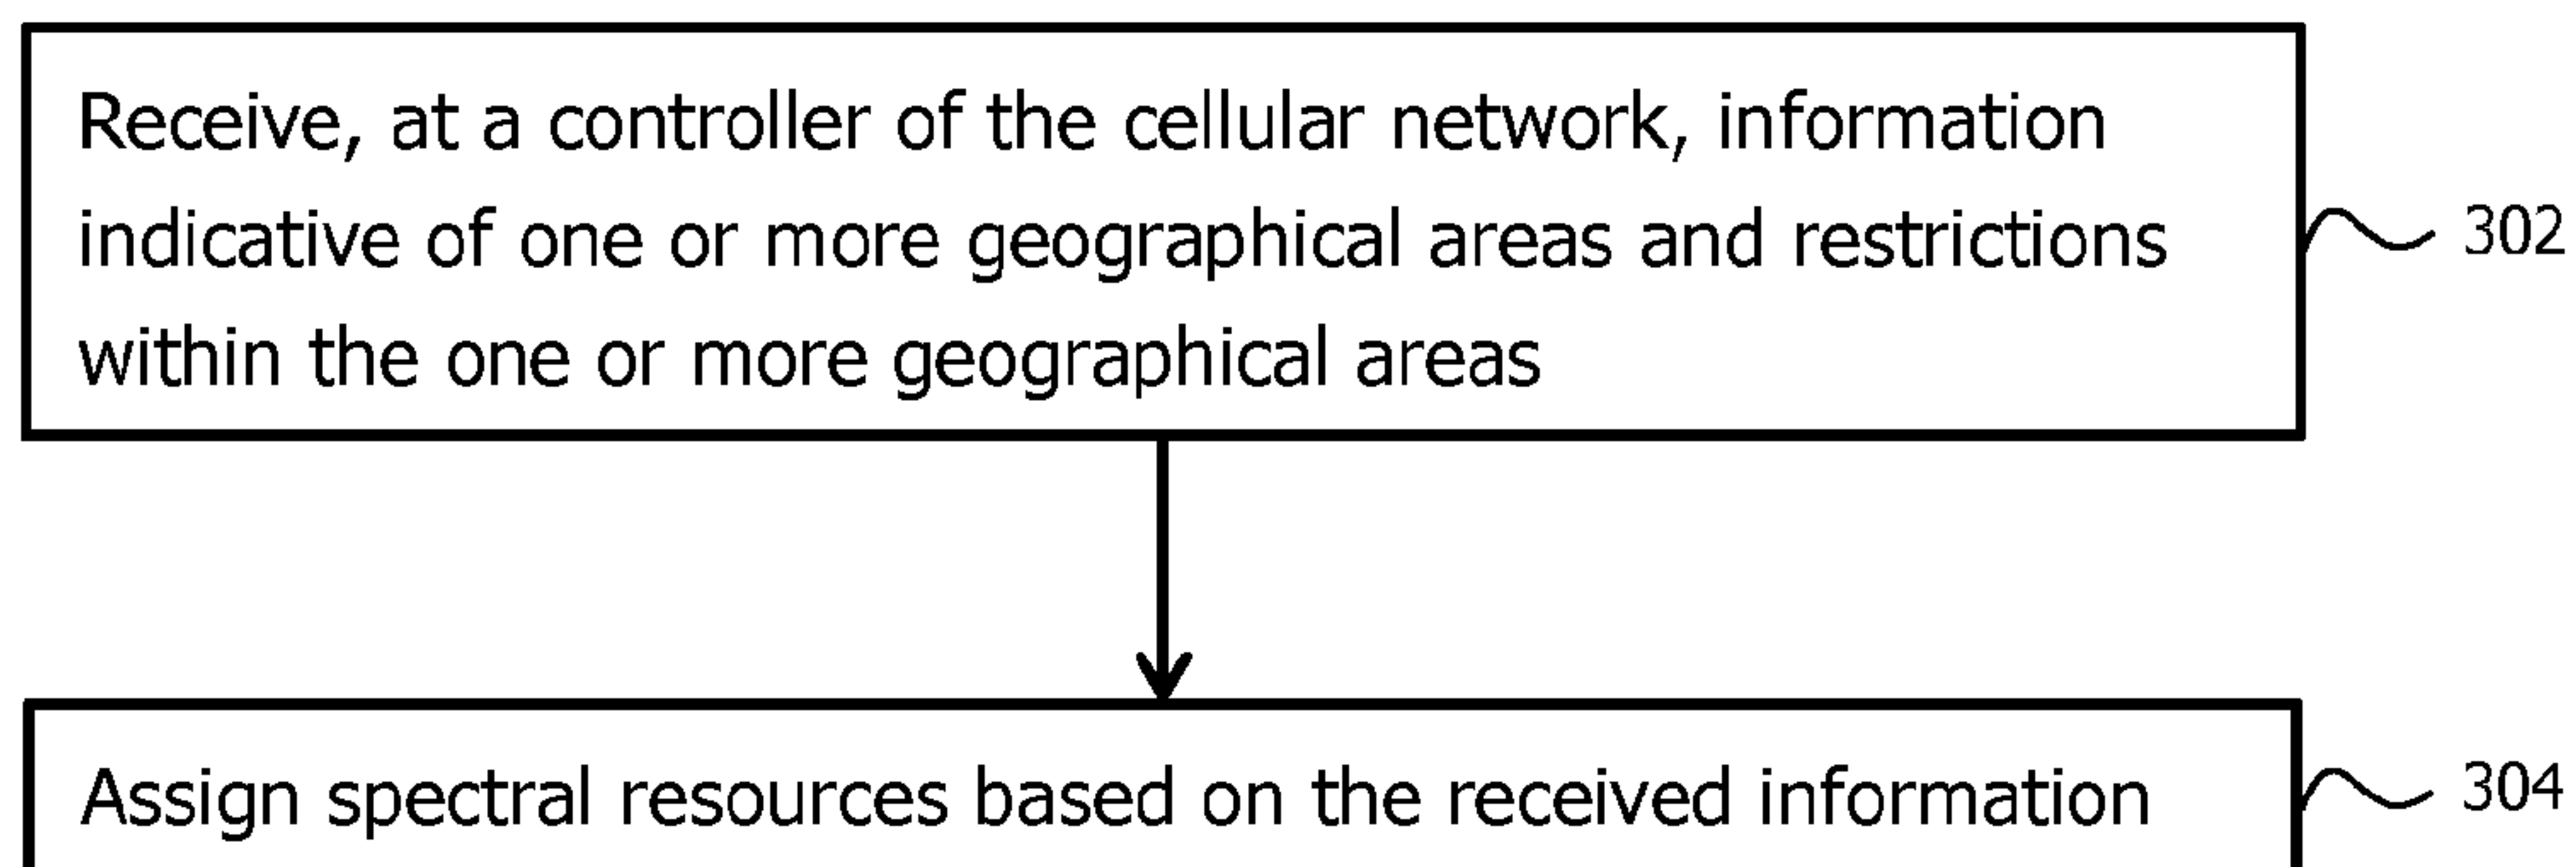 Receive, at a controller of the cellular network, information
indicative of one or more geographical areas and restrictions
within the one or more geographical areas
302
Assign spectral resources based on the received information
304